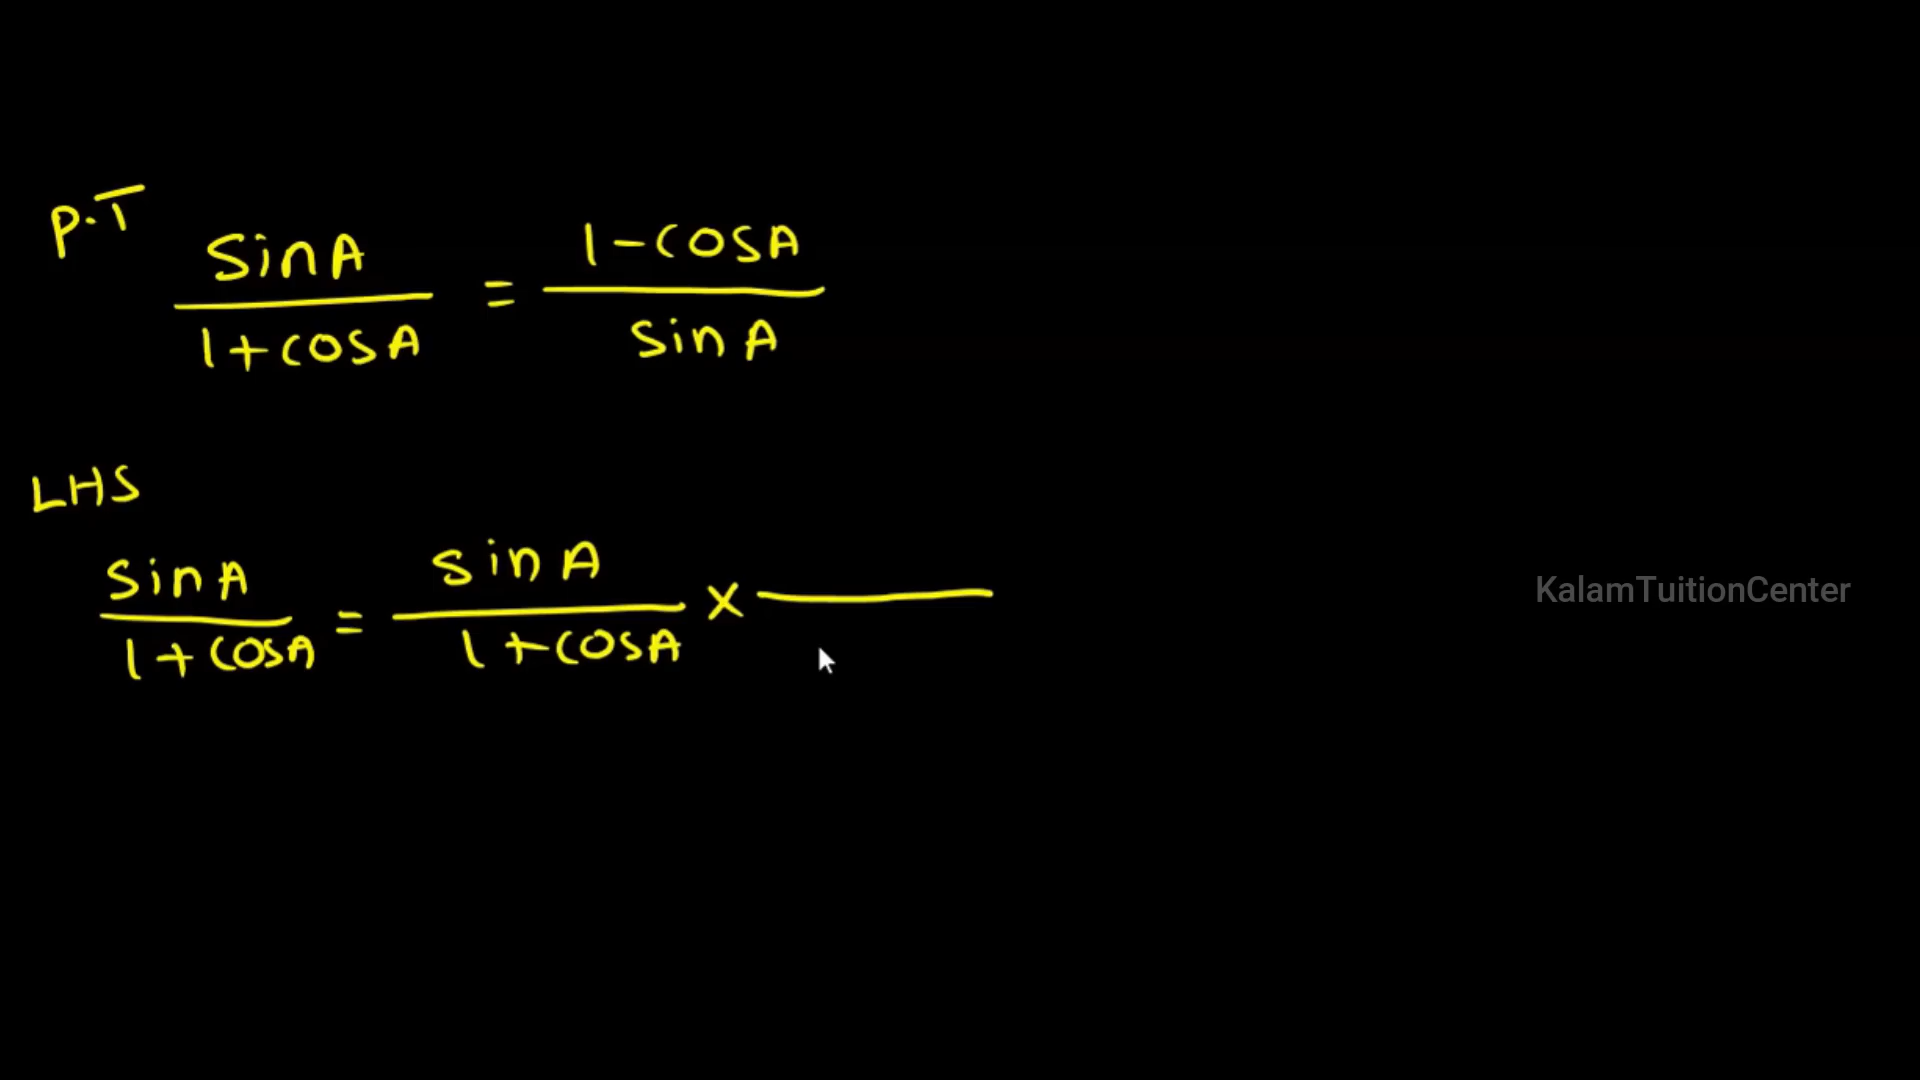 P.T sinA / 1+cosA = 1-cosA / sinA
LHS
sinA / 1+cosA = sinA / 1+cosA ×
KalamTuitionCenter